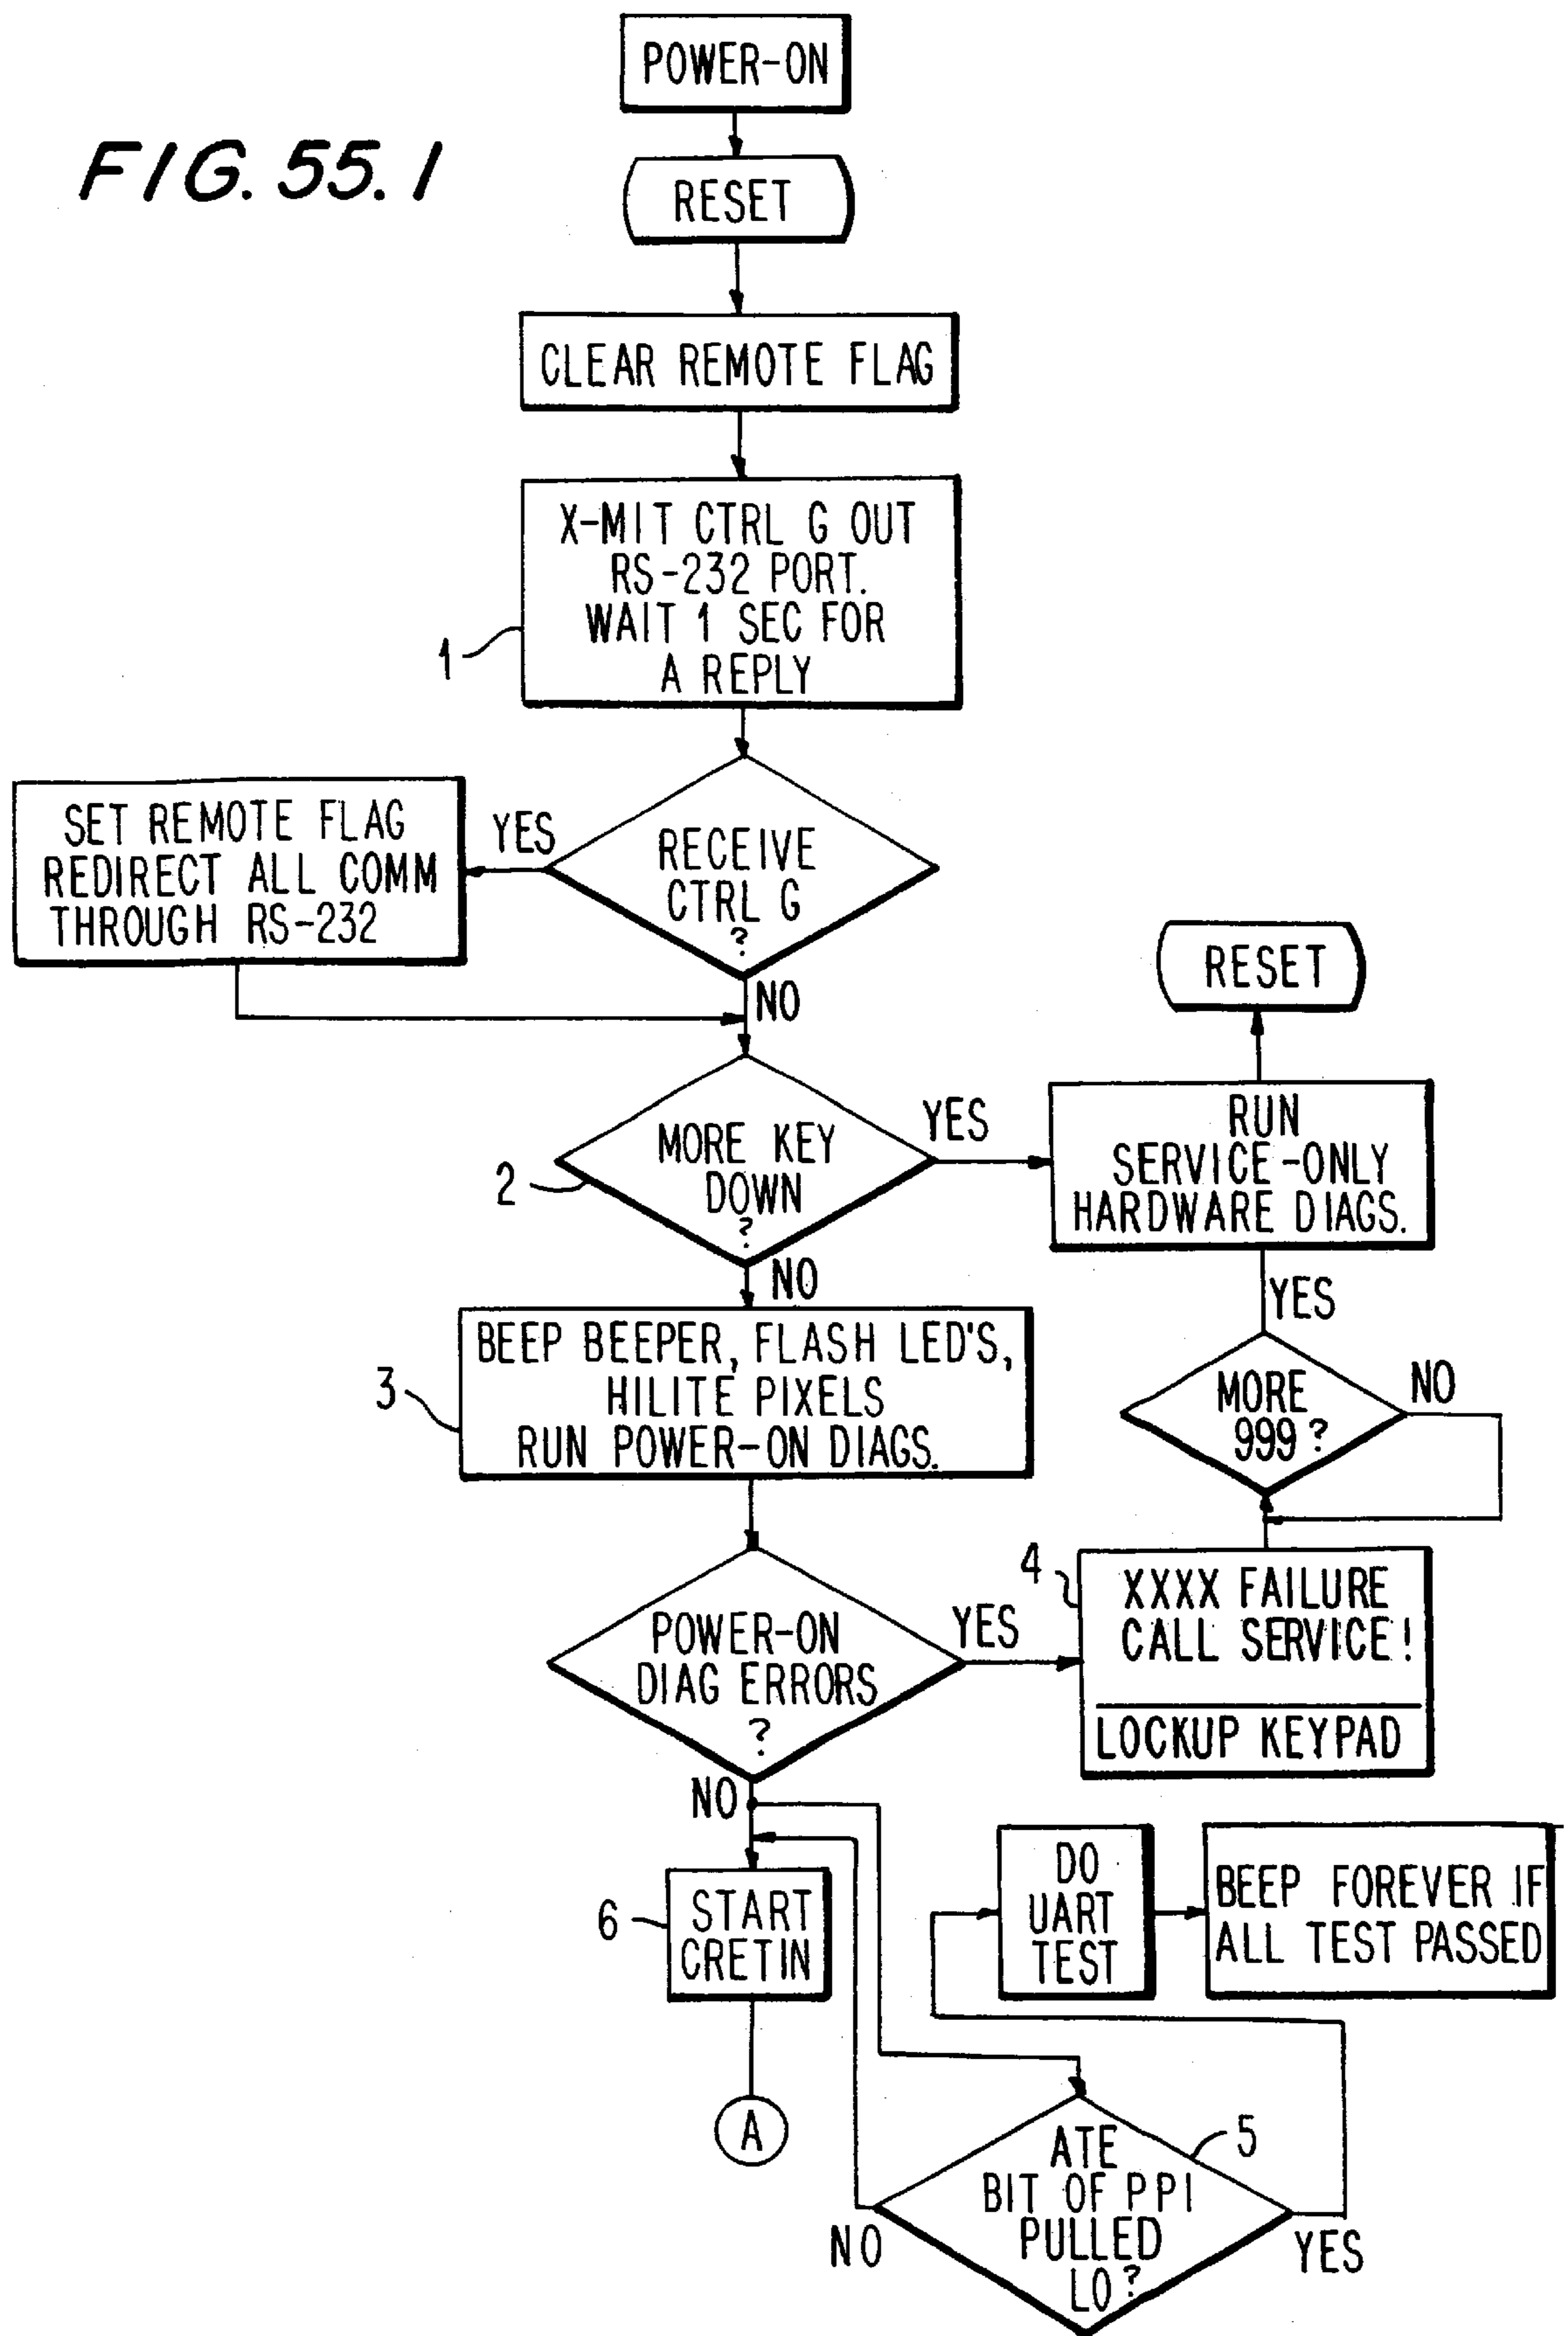 POWER-ON
FIG. 55.1
RESET
CLEAR REMOTE FLAG
X-MIT CTRL G OUT
RS-232 PORT.
WAIT 1 SEC FOR
A REPLY
1
SET REMOTE FLAG
REDIRECT ALL COMM
THROUGH RS-232
YES
RECEIVE
CTRL G
?
NO
RESET
MORE KEY
DOWN
?
2
YES
RUN
SERVICE-ONLY
HARDWARE DIAGS.
NO
BEEP BEEPER, FLASH LED'S,
HILITE PIXELS
RUN POWER-ON DIAGS.
3
YES
MORE
999?
NO
POWER-ON
DIAG ERRORS
?
YES
4
XXXX FAILURE
CALL SERVICE!
LOCKUP KEYPAD
NO
START
CRETIN
6
DO
UART
TEST
BEEP FOREVER IF
ALL TEST PASSED
A
ATE
BIT OF PPI
PULLED
LO?
5
NO
YES